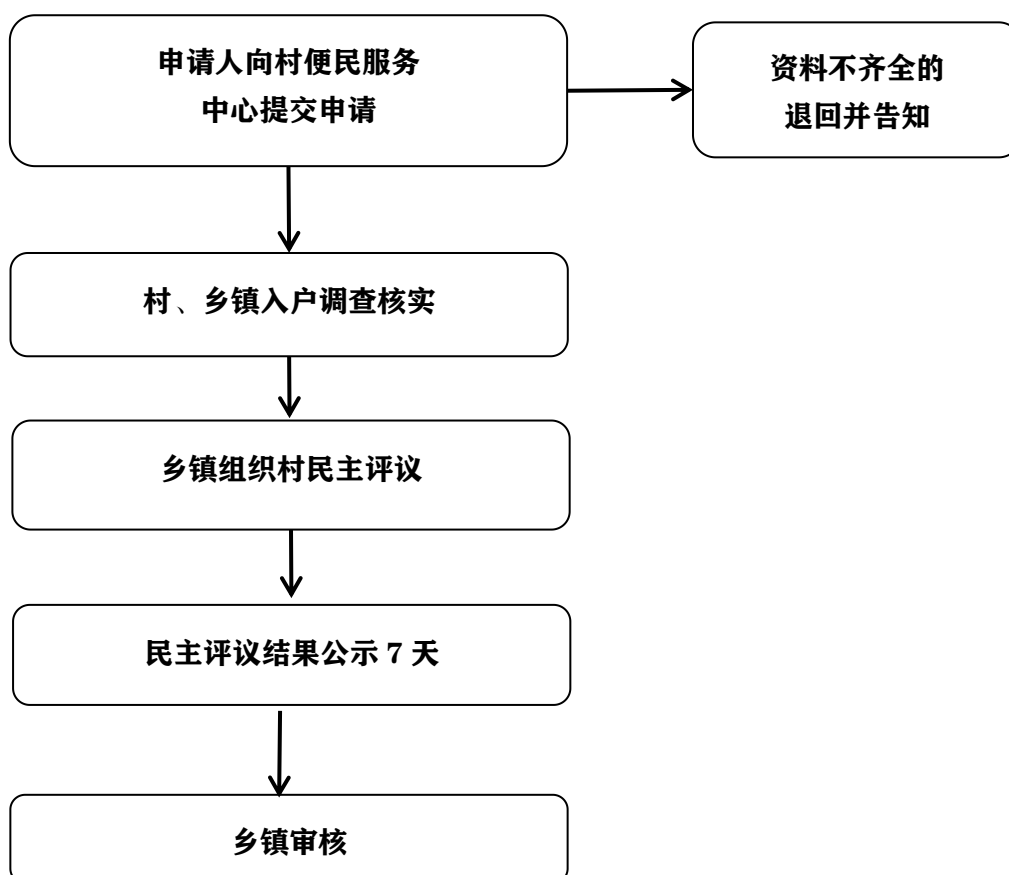 申请人向村便民服务
中心提交申请
资料不齐全的
退回并告知
村、乡镇入户调查核实
乡镇组织村民主评议
民主评议结果公示 7 天
乡镇审核